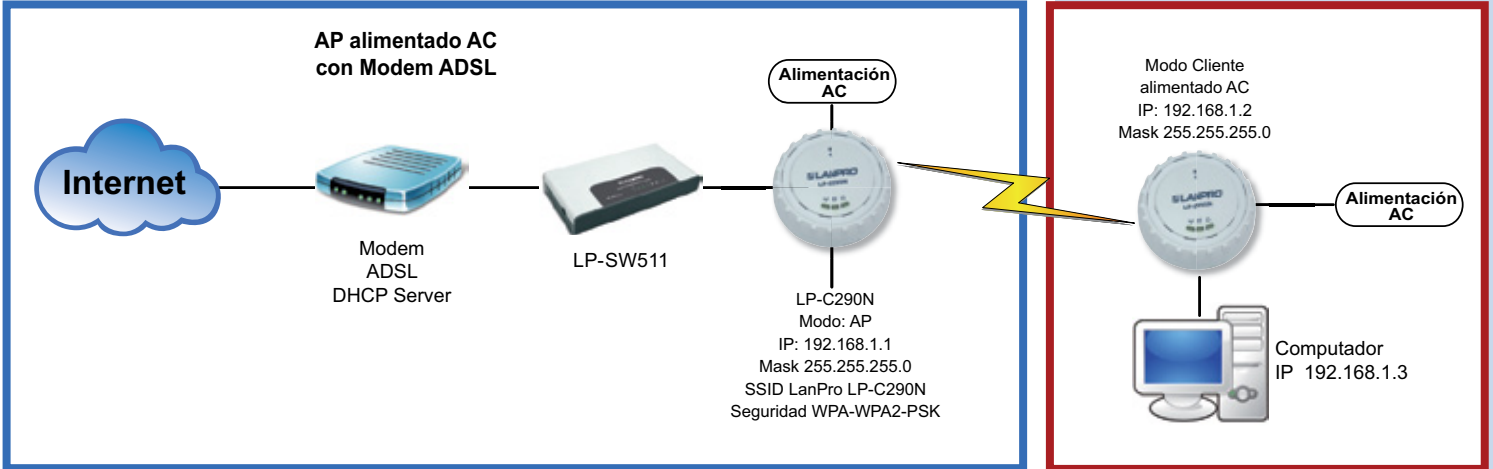 AP alimentado AC
con Modem ADSL
Internet
Modem
ADSL
DHCP Server
LP-SW511
Alimentación
AC
LANPRO
LP-C290N
Modo: AP
IP: 192.168.1.1
Mask 255.255.255.0
SSID LanPro LP-C290N
Seguridad WPA-WPA2-PSK
Modo Cliente
alimentado AC
IP: 192.168.1.2
Mask 255.255.255.0
LANPRO
Alimentación
AC
Computador
IP 192.168.1.3